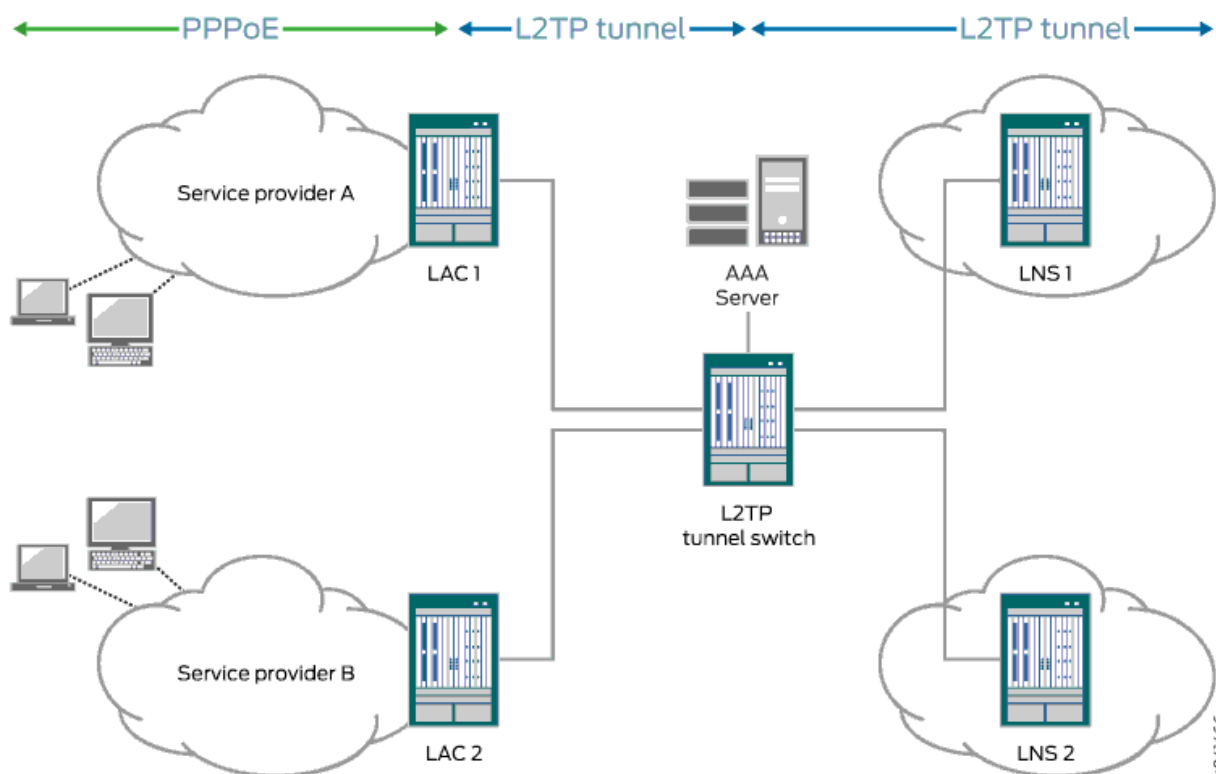 PPPoE
L2TP tunnel
L2TP tunnel
Service provider A
LAC 1
AAA
Server
LNS 1
L2TP
tunnel switch
Service provider B
LAC 2
LNS 2